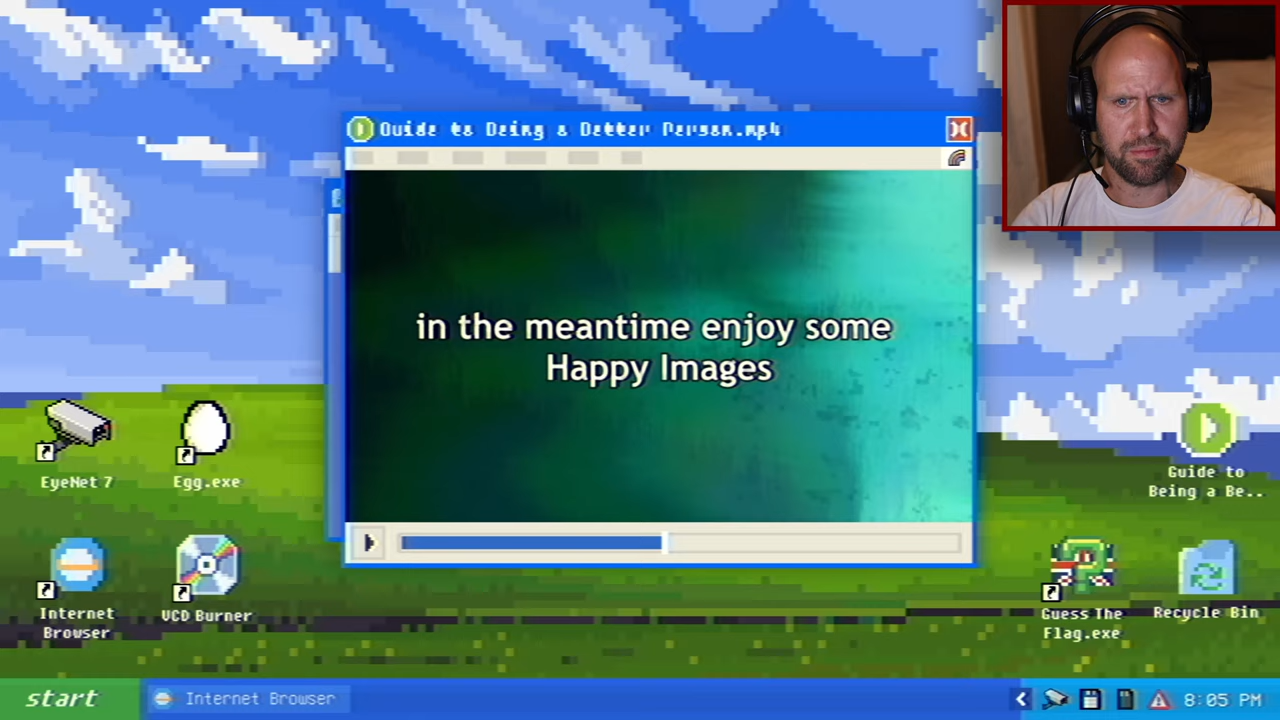 Guide to Being a Better Person.mp4
in the meantime enjoy some
Happy Images
EyeNet 7
Egg.exe
Guide to
Being a Be..
Internet
Browser
VCD Burner
Guess The
Flag.exe
Recycle Bin
start
Internet Browser
8:05 PM